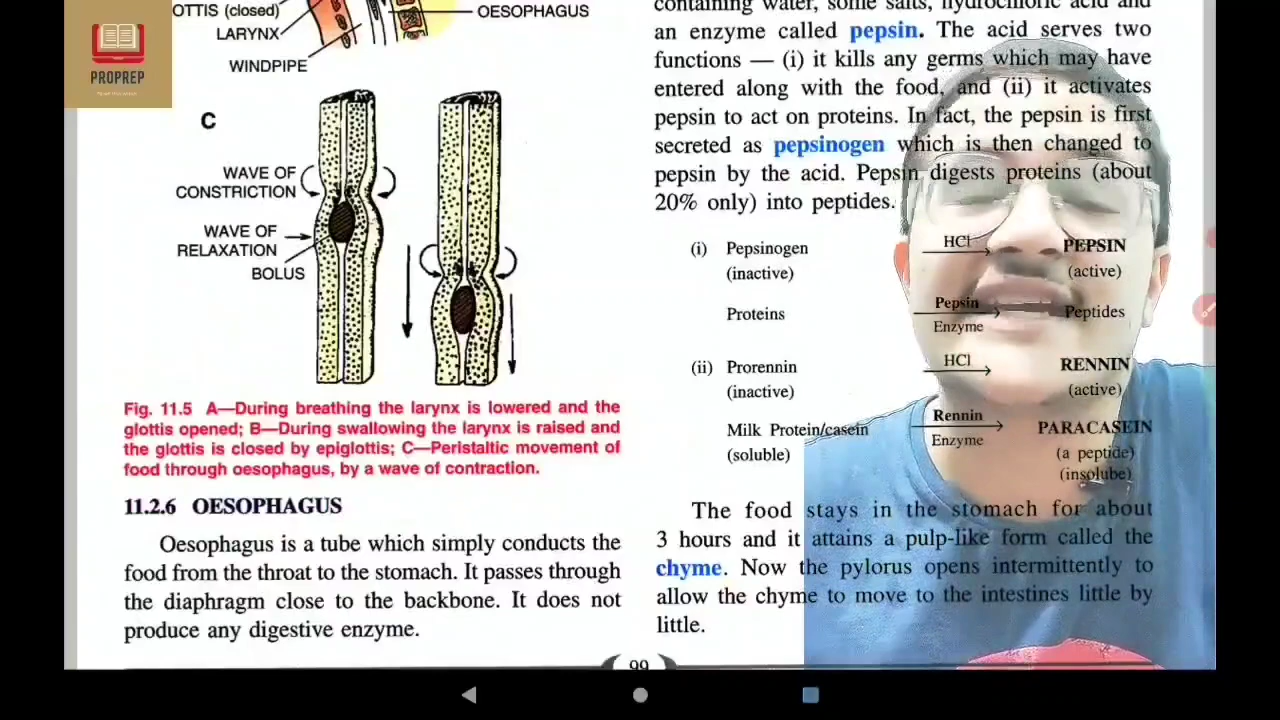 OTTIS (closed)
LARYNX
WINDPIPE
OESOPHAGUS
PROPREP
C
WAVE OF
CONSTRICTION
WAVE OF
RELAXATION
BOLUS
Fig. 11.5 A—During breathing the larynx is lowered and the
glottis opened; B—During swallowing the larynx is raised and
the glottis is closed by epiglottis; C—Peristaltic movement of
food through oesophagus, by a wave of contraction.
11.2.6 OESOPHAGUS
Oesophagus is a tube which simply conducts the
food from the throat to the stomach. It passes through
the diaphragm close to the backbone. It does not
produce any digestive enzyme.
containing water, some salts, hydrochloric acid and
an enzyme called pepsin. The acid serves two
functions — (i) it kills any germs which may have
entered along with the food, and (ii) it activates
pepsin to act on proteins. In fact, the pepsin is first
secreted as pepsinogen which is then changed to
pepsin by the acid. Pepsin digests proteins (about
20% only) into peptides.
(i) Pepsinogen HCl PEPSIN
(inactive) (active)
Proteins Pepsin Peptides
Enzyme
(ii) Prorennin HCl RENNIN
(inactive) (active)
Milk Protein/casein Rennin PARACASEIN
(soluble) Enzyme (a peptide)
(insolube)
The food stays in the stomach for about
3 hours and it attains a pulp-like form called the
chyme. Now the pylorus opens intermittently to
allow the chyme to move to the intestines little by
little.
99